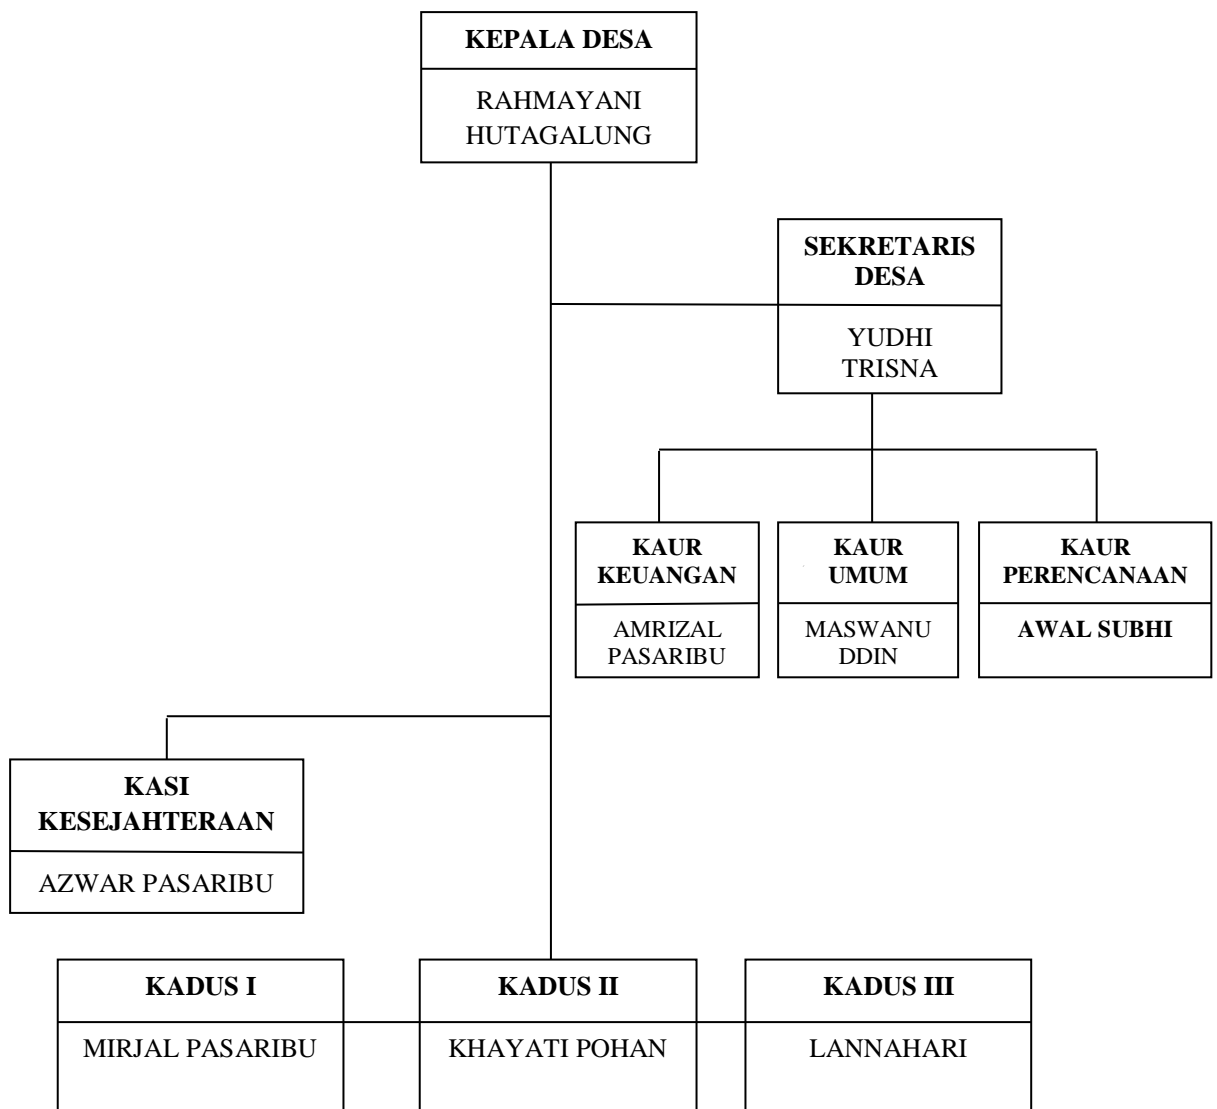 KEPALA DESA
RAHMAYANI
HUTAGALUNG
SEKRETARIS
DESA
YUDHI
TRISNA
KAUR
KEUANGAN
AMRIZAL
PASARIBU
KAUR
UMUM
MASWANU
DDIN
KAUR
PERENCANAAN
AWAL SUBHI
KASI
KESEJAHTERAAN
AZWAR PASARIBU
KADUS I
MIRJAL PASARIBU
KADUS II
KHAYATI POHAN
KADUS III
LANNAHARI